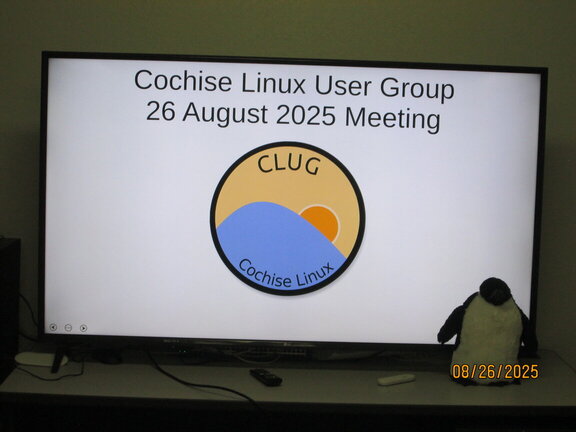 Cochise Linux User Group
26 August 2025 Meeting
CLUG
Cochise Linux
08/26/2025